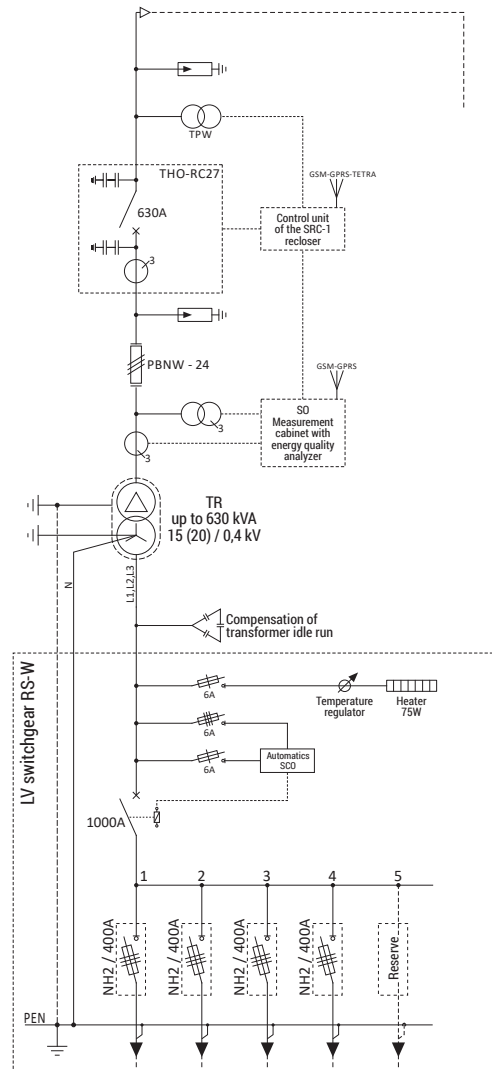 TPW
THO-RC27
GSM-GPRS-TETRA
630A
Control unit
of the SRC-1
recloser
3
PBNW - 24
GSM-GPRS
3
SO
Measurement
cabinet with
energy quality
analyzer
3
TR
up to 630 kVA
15 (20) / 0,4 kV
N
L1,L2,L3
Compensation of
transformer idle run
LV switchgear RS-W
6A
Temperature
regulator
Heater
75W
6A
Automatics
SCO
6A
1000A
1 2 3 4 5
NH2 / 400A
NH2 / 400A
NH2 / 400A
NH2 / 400A
Reserve
PEN